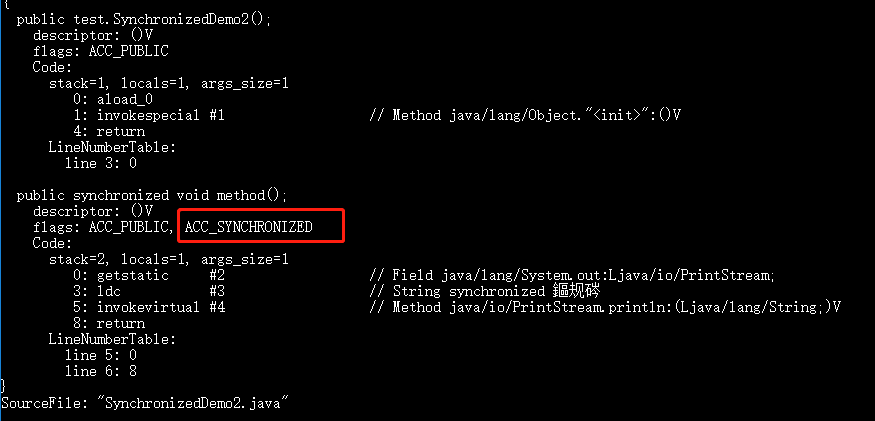 {
public test.SynchronizedDemo2();
descriptor: ()V
flags: ACC_PUBLIC
Code:
stack=1, locals=1, args_size=1
0: aload_0
1: invokespecial #1 // Method java/lang/Object."<init>":()V
4: return
LineNumberTable:
line 3: 0
public synchronized void method();
descriptor: ()V
flags: ACC_PUBLIC, ACC_SYNCHRONIZED
Code:
stack=2, locals=1, args_size=1
0: getstatic #2 // Field java/lang/System.out:Ljava/io/PrintStream;
3: ldc #3 // String synchronized 鏂规硶
5: invokevirtual #4 // Method java/io/PrintStream.println:(Ljava/lang/String;)V
8: return
LineNumberTable:
line 5: 0
line 6: 8
}
SourceFile: "SynchronizedDemo2.java"